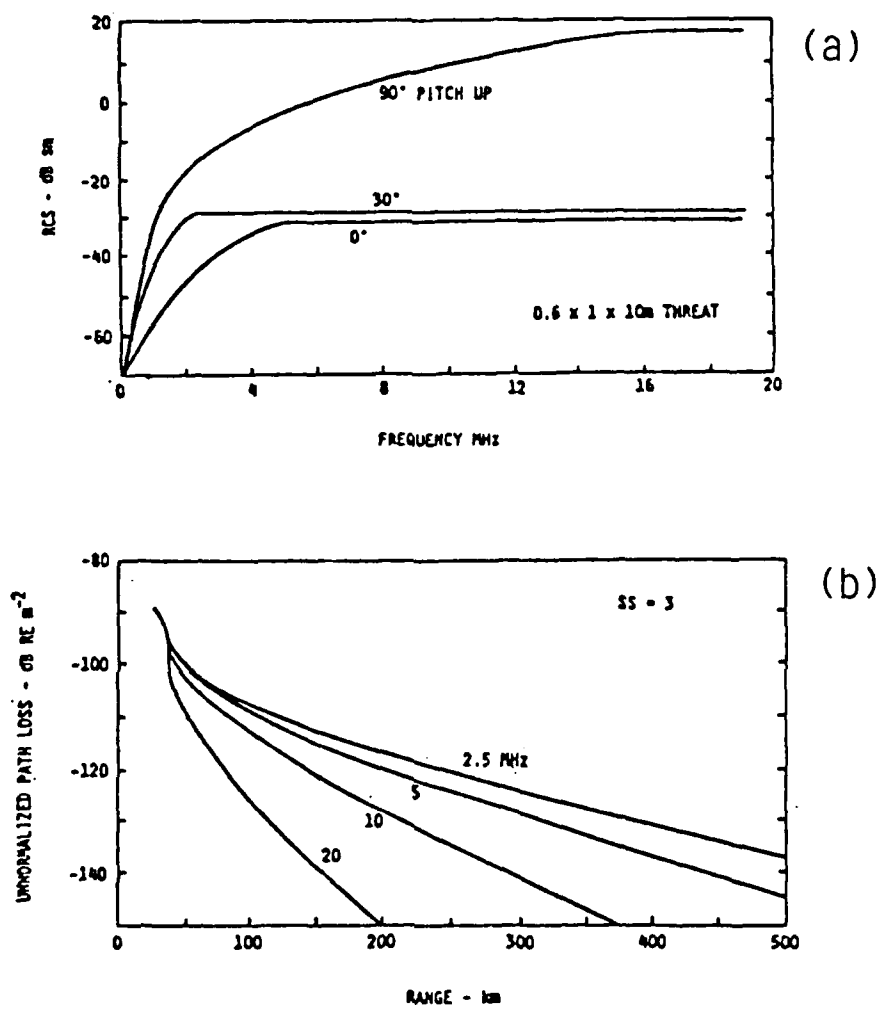 (a)
20
0
-20
-40
-60
RCS - dB sm
90° PITCH UP
30°
0°
0.6 x 1 x 10m THREAT
0 4 8 12 16 20
FREQUENCY MHz
(b)
-80
-100
-120
-140
UNNORMALIZED PATH LOSS - dB RE m⁻²
SS = 3
2.5 MHz
5
10
20
0 100 200 300 400 500
RANGE - km